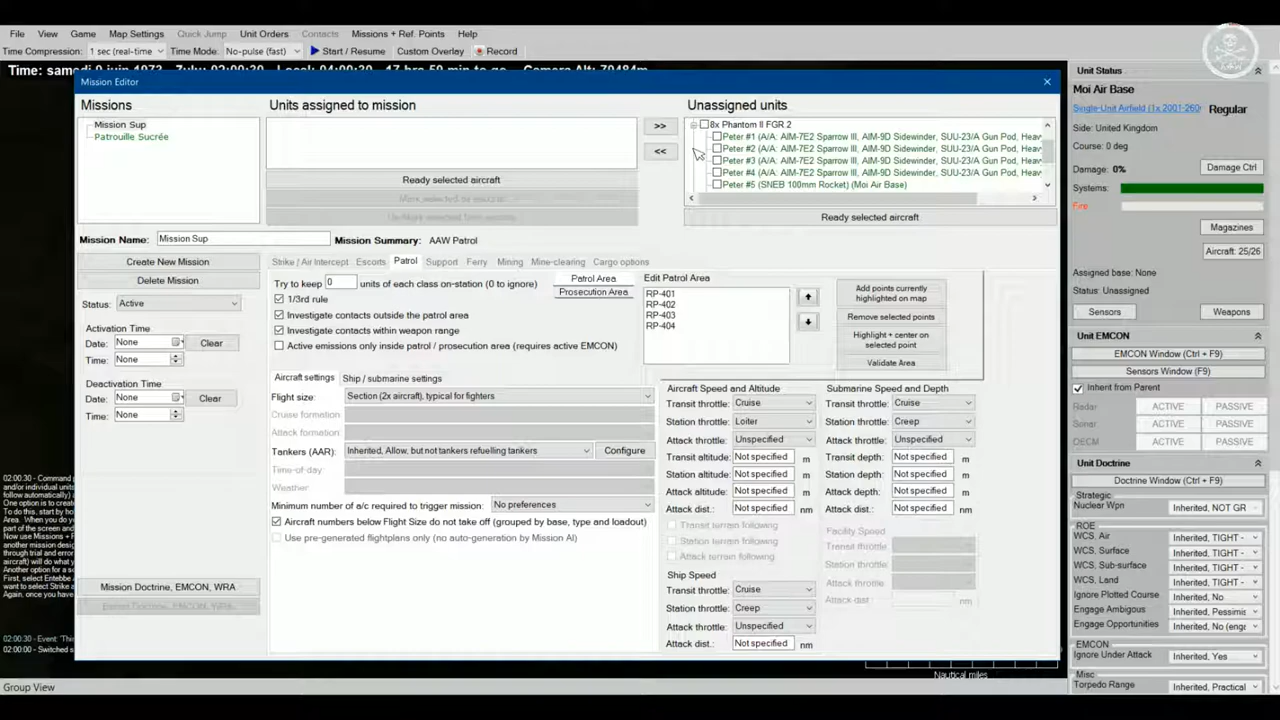 File View Game Map Settings Quick Jump Unit Orders Contacts Missions + Ref. Points Help
Time Compression: 1 sec (real-time) Time Mode: No-pulse (fast) Start / Resume Custom Overlay Record
Mission Editor
Missions
Mission Sup
Patrouille Sucrée
Units assigned to mission
>>
<<
Ready selected aircraft
Unassigned units
8x Phantom II FGR 2
Peter #1 (A/A: AIM-7E2 Sparrow III, AIM-9D Sidewinder, SUU-23/A Gun Pod, Heav
Peter #2 (A/A: AIM-7E2 Sparrow III, AIM-9D Sidewinder, SUU-23/A Gun Pod, Heav
Peter #3 (A/A: AIM-7E2 Sparrow III, AIM-9D Sidewinder, SUU-23/A Gun Pod, Heav
Peter #4 (A/A: AIM-7E2 Sparrow III, AIM-9D Sidewinder, SUU-23/A Gun Pod, Heav
Peter #5 (SNEB 100mm Rocket) (Moi Air Base)
Ready selected aircraft
Mission Name: Mission Sup Mission Summary: AAW Patrol
Create New Mission
Delete Mission
Status: Active
Activation Time
Date: None Clear
Time: None
Deactivation Time
Date: None Clear
Time: None
Mission Doctrine, EMCON, WRA
Strike / Air Intercept Escorts Patrol Support Ferry Mining Mine-clearing Cargo options
Try to keep 0 units of each class on-station (0 to ignore)
1/3rd rule
Investigate contacts outside the patrol area
Investigate contacts within weapon range
Active emissions only inside patrol / prosecution area (requires active EMCON)
Patrol Area
Prosecution Area
Edit Patrol Area
RP-401
RP-402
RP-403
RP-404
Add points currently
highlighted on map
Remove selected points
Highlight + center on
selected point
Validate Area
Aircraft settings Ship / submarine settings
Flight size: Section (2x aircraft), typical for fighters
Cruise formation
Attack formation
Tankers (AAR): Inherited, Allow, but not tankers refuelling tankers Configure
Time-of-day
Weather
Minimum number of a/c required to trigger mission: No preferences
Aircraft numbers below Flight Size do not take off (grouped by base, type and loadout)
Use pre-generated flightplans only (no auto-generation by Mission AI)
Aircraft Speed and Altitude
Transit throttle: Cruise
Station throttle: Loiter
Attack throttle: Unspecified
Transit altitude: Not specified m
Station altitude: Not specified m
Attack altitude: Not specified m
Attack dist.: Not specified nm
Transit terrain following
Station terrain following
Attack terrain following
Ship Speed
Transit throttle: Cruise
Station throttle: Creep
Attack throttle: Unspecified
Attack dist.: Not specified nm
Submarine Speed and Depth
Transit throttle: Cruise
Station throttle: Creep
Attack throttle: Unspecified
Transit depth: Not specified m
Station depth: Not specified m
Attack depth: Not specified m
Attack dist.: Not specified nm
Facility Speed
Transit throttle:
Station throttle:
Attack throttle:
Attack dist.: nm
Nautical miles
Group View
Unit Status
Moi Air Base
Single-Unit Airfield (1x 2001-260 Regular
Side: United Kingdom
Course: 0 deg
Damage: 0% Damage Ctrl
Systems:
Fire
Magazines
Aircraft: 25/26
Assigned base: None
Status: Unassigned
Sensors Weapons
Unit EMCON
EMCON Window (Ctrl + F9)
Sensors Window (F9)
Inherit from Parent
Radar ACTIVE PASSIVE
Sonar ACTIVE PASSIVE
DECM ACTIVE PASSIVE
Unit Doctrine
Doctrine Window (Ctrl + F9)
Strategic
Nuclear Wpn Inherited, NOT GR
ROE
WCS, Air Inherited, TIGHT -
WCS, Surface Inherited, TIGHT -
WCS, Sub-surface Inherited, TIGHT -
WCS, Land Inherited, TIGHT -
Ignore Plotted Course Inherited, No
Engage Ambiguous Inherited, Pessimis
Engage Opportunities Inherited, No (eng
EMCON
Ignore Under Attack Inherited, Yes
Misc
Torpedo Range Inherited, Practical